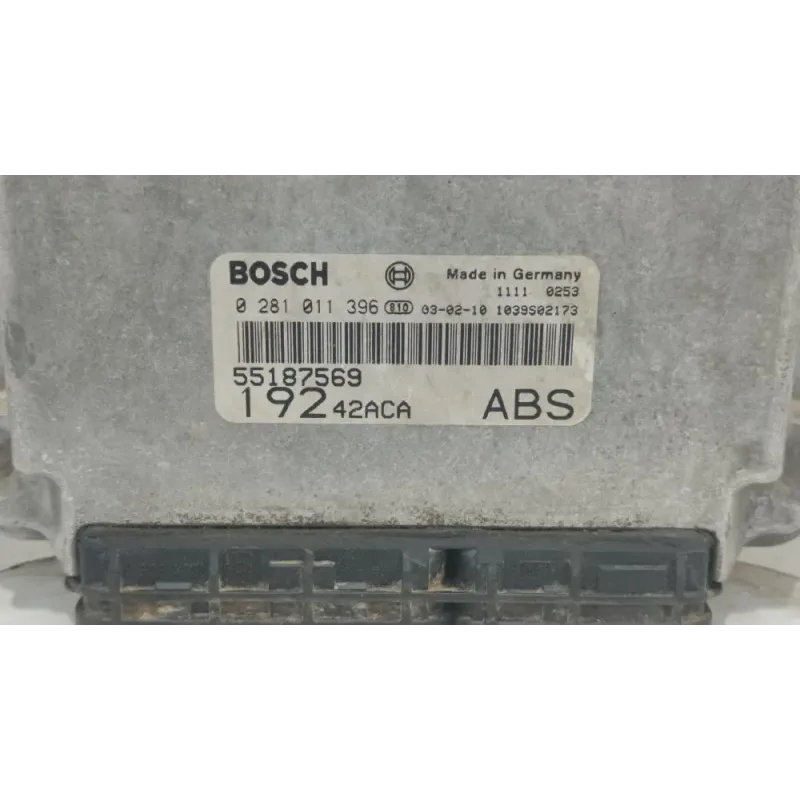 BOSCH Made in Germany
1111 0253
0 281 011 396 810 03-02-10 1039S02173
55187569
192 42ACA ABS